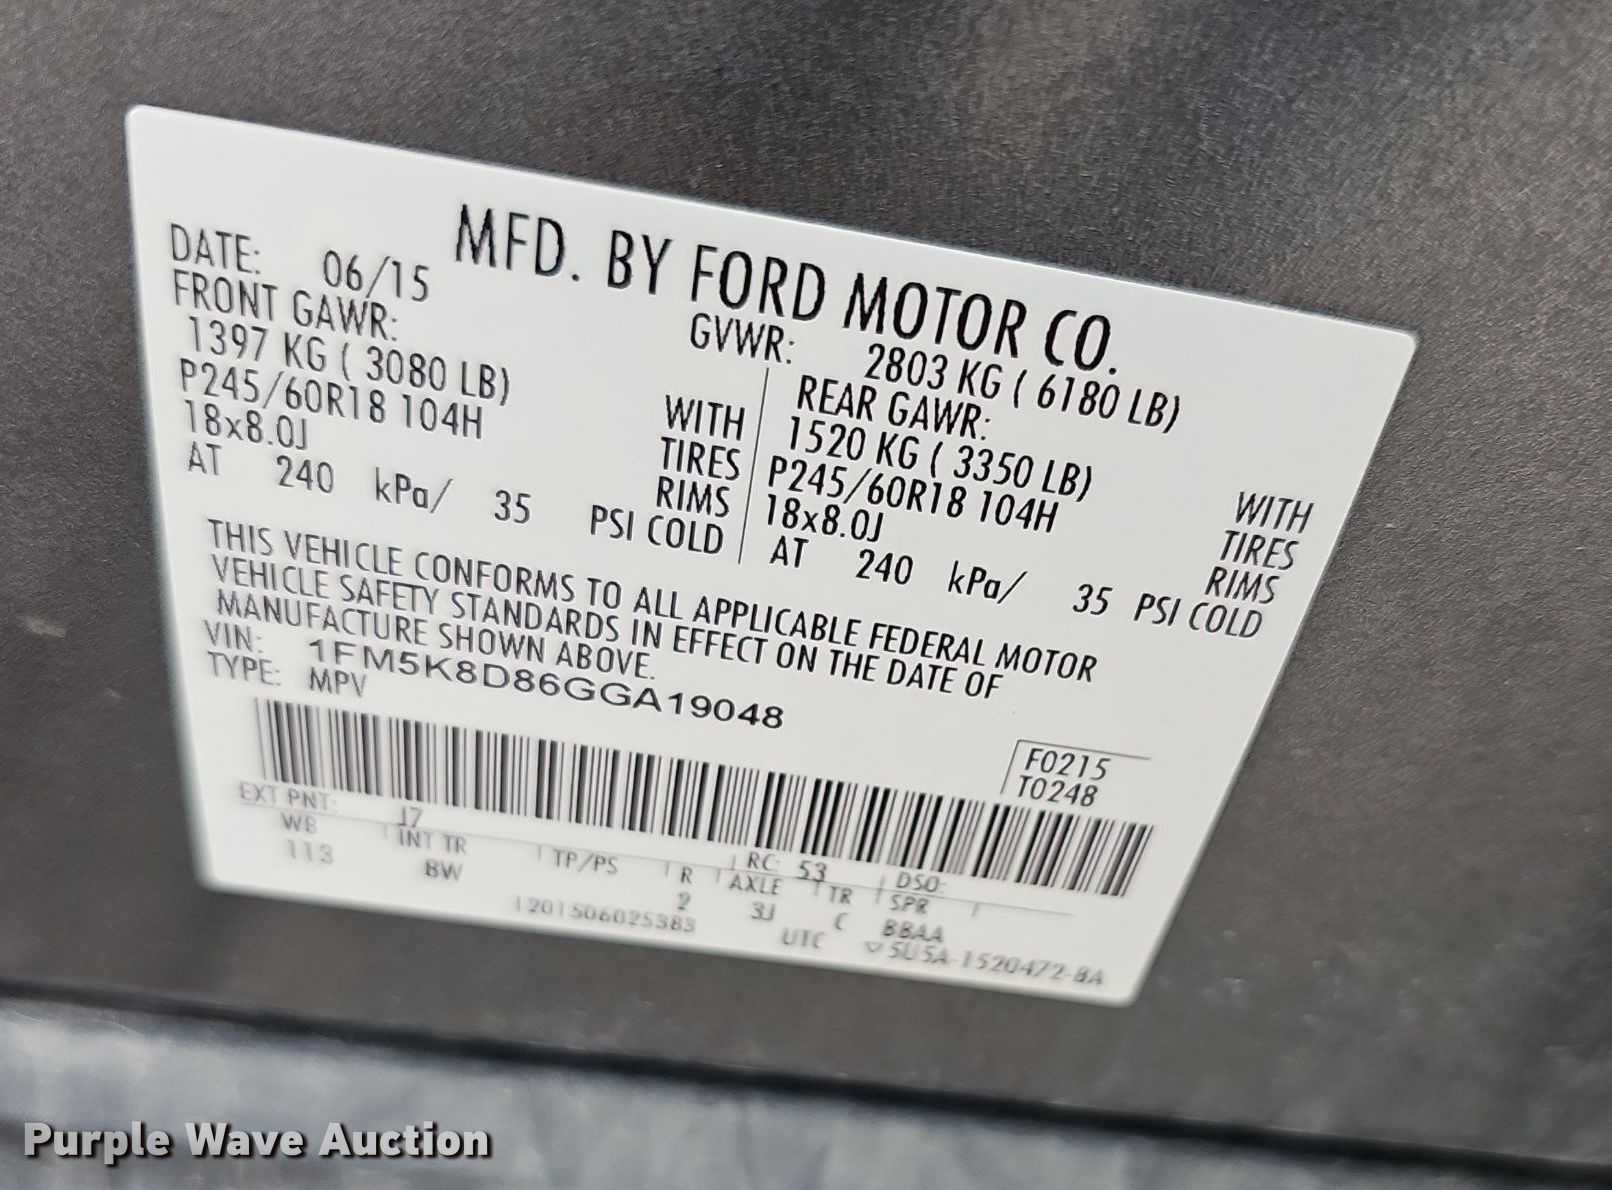 MFD. BY FORD MOTOR CO.
DATE: 06/15
GVWR: 2803 KG ( 6180 LB)
FRONT GAWR:
1397 KG ( 3080 LB) WITH
P245/60R18 104H TIRES
18x8.0J RIMS
AT 240 kPa/ 35 PSI COLD
REAR GAWR:
1520 KG ( 3350 LB) WITH
P245/60R18 104H TIRES
18x8.0J RIMS
AT 240 kPa/ 35 PSI COLD
THIS VEHICLE CONFORMS TO ALL APPLICABLE FEDERAL MOTOR
VEHICLE SAFETY STANDARDS IN EFFECT ON THE DATE OF
MANUFACTURE SHOWN ABOVE.
VIN: 1FM5K8D86GGA19048
TYPE: MPV
F0215
T0248
EXT PNT: J7 RC: 53 DSO:
WB INT TR TP/PS R AXLE TR SPR
113 BW 2 3J C BBAA
1201506025383 UTC ▽ 5U5A-1520472-BA
Purple Wave Auction